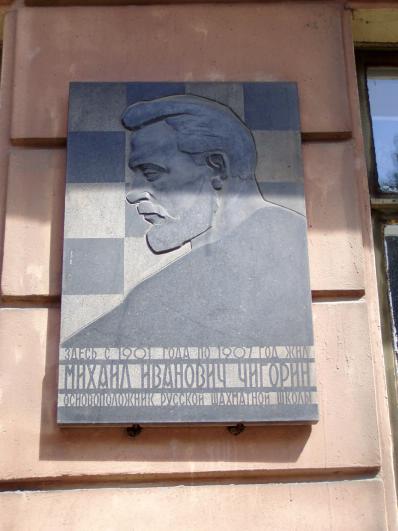 ЗДЕСЬ С 1901 ГОДА ПО 1907 ГОД ЖИЛ
МИХАИЛ ИВАНОВИЧ ЧИГОРИН
ОСНОВОПОЛОЖНИК РУССКОЙ ШАХМАТНОЙ ШКОЛЫ